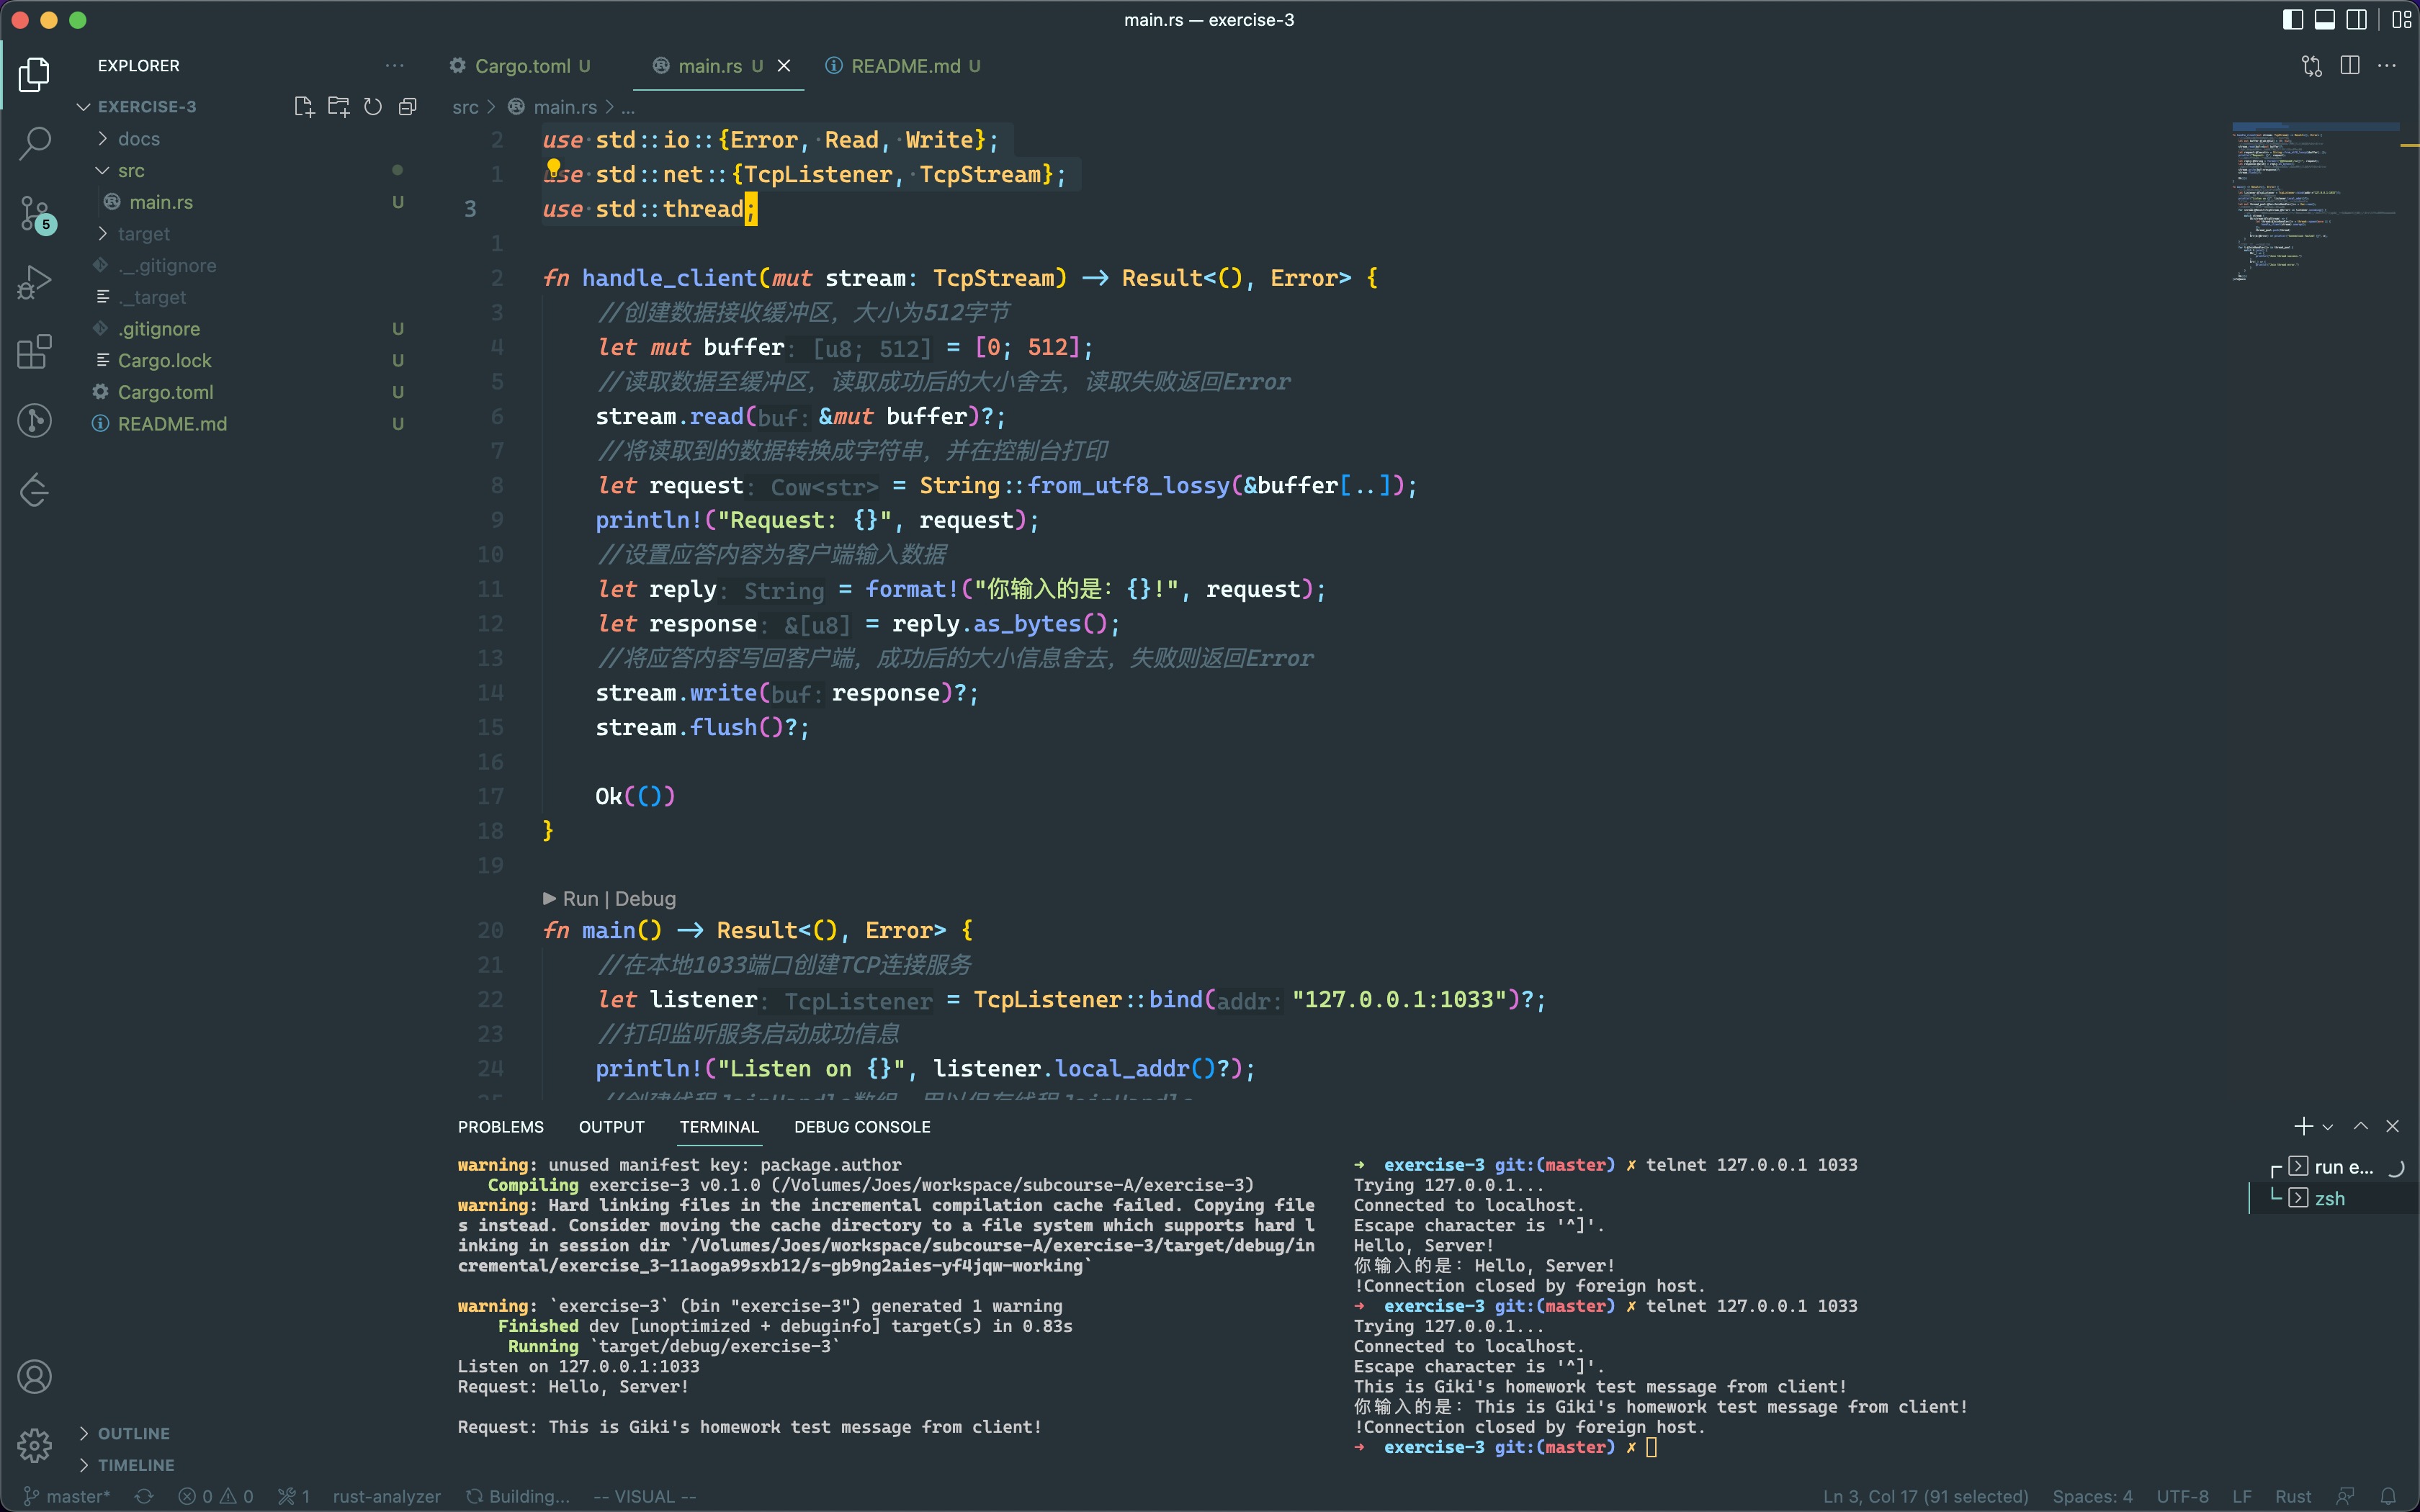 main.rs — exercise-3
EXPLORER
EXERCISE-3
docs
src
main.rs U
target
._.gitignore
._target
.gitignore U
Cargo.lock U
Cargo.toml U
README.md U
5
OUTLINE
TIMELINE
Cargo.toml U
main.rs U
README.md U
src > main.rs > ...
2 use std::io::{Error, Read, Write};
1 use std::net::{TcpListener, TcpStream};
3 use std::thread;
1
2 fn handle_client(mut stream: TcpStream) -> Result<(), Error> {
3 //创建数据接收缓冲区，大小为512字节
4 let mut buffer: [u8; 512] = [0; 512];
5 //读取数据至缓冲区，读取成功后的大小舍去，读取失败返回Error
6 stream.read(buf: &mut buffer)?;
7 //将读取到的数据转换成字符串，并在控制台打印
8 let request: Cow<str> = String::from_utf8_lossy(&buffer[..]);
9 println!("Request: {}", request);
10 //设置应答内容为客户端输入数据
11 let reply: String = format!("你输入的是: {}!", request);
12 let response: &[u8] = reply.as_bytes();
13 //将应答内容写回客户端，成功后的大小信息舍去，失败则返回Error
14 stream.write(buf: response)?;
15 stream.flush()?;
16
17 Ok(())
18 }
19
Run | Debug
20 fn main() -> Result<(), Error> {
21 //在本地1033端口创建TCP连接服务
22 let listener: TcpListener = TcpListener::bind(addr: "127.0.0.1:1033")?;
23 //打印监听服务启动成功信息
24 println!("Listen on {}", listener.local_addr()?);
PROBLEMS OUTPUT TERMINAL DEBUG CONSOLE
warning: unused manifest key: package.author
Compiling exercise-3 v0.1.0 (/Volumes/Joes/workspace/subcourse-A/exercise-3)
warning: Hard linking files in the incremental compilation cache failed. Copying file
s instead. Consider moving the cache directory to a file system which supports hard l
inking in session dir `/Volumes/Joes/workspace/subcourse-A/exercise-3/target/debug/in
cremental/exercise_3-11aoga99sxb12/s-gb9ng2aies-yf4jqw-working`
warning: `exercise-3` (bin "exercise-3") generated 1 warning
Finished dev [unoptimized + debuginfo] target(s) in 0.83s
Running `target/debug/exercise-3`
Listen on 127.0.0.1:1033
Request: Hello, Server!
Request: This is Giki's homework test message from client!
➜ exercise-3 git:(master) ✗ telnet 127.0.0.1 1033
Trying 127.0.0.1...
Connected to localhost.
Escape character is '^]'.
Hello, Server!
你输入的是: Hello, Server!
!Connection closed by foreign host.
➜ exercise-3 git:(master) ✗ telnet 127.0.0.1 1033
Trying 127.0.0.1...
Connected to localhost.
Escape character is '^]'.
This is Giki's homework test message from client!
你输入的是: This is Giki's homework test message from client!
!Connection closed by foreign host.
➜ exercise-3 git:(master) ✗
run e...
zsh
master* 0 0 1 rust-analyzer Building... -- VISUAL -- Ln 3, Col 17 (91 selected) Spaces: 4 UTF-8 LF Rust